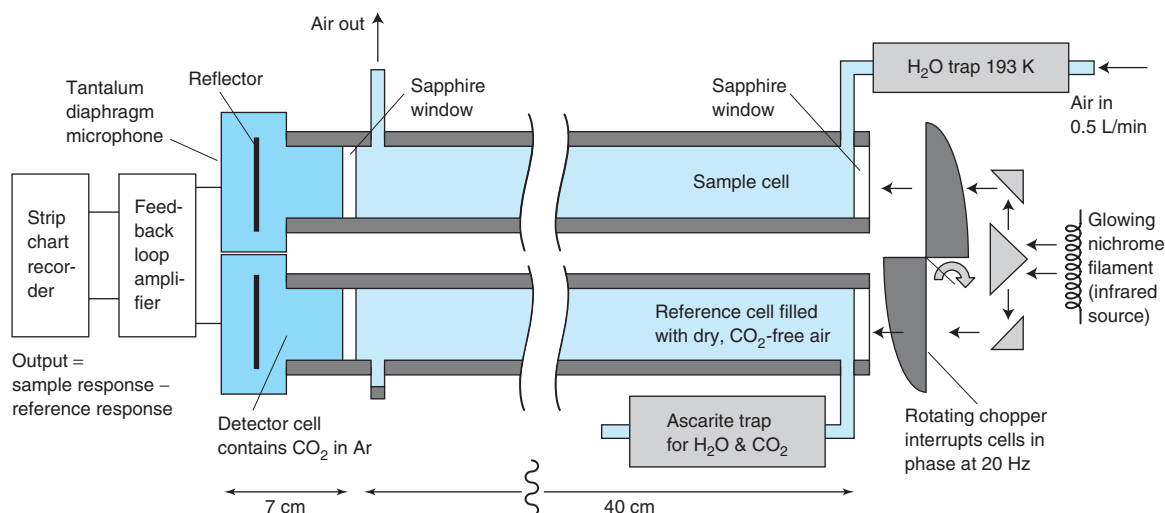 Air out
Reflector
Tantalum
diaphragm
microphone
Sapphire
window
Sapphire
window
H₂O trap 193 K
Air in
0.5 L/min
Sample cell
Strip
chart
recor-
der
Feed-
back
loop
ampli-
fier
Glowing
nichrome
filament
(infrared
source)
Reference cell filled
with dry, CO₂-free air
Output =
sample response –
reference response
Detector cell
contains CO₂ in Ar
Ascarite trap
for H₂O & CO₂
Rotating chopper
interrupts cells in
phase at 20 Hz
7 cm
40 cm